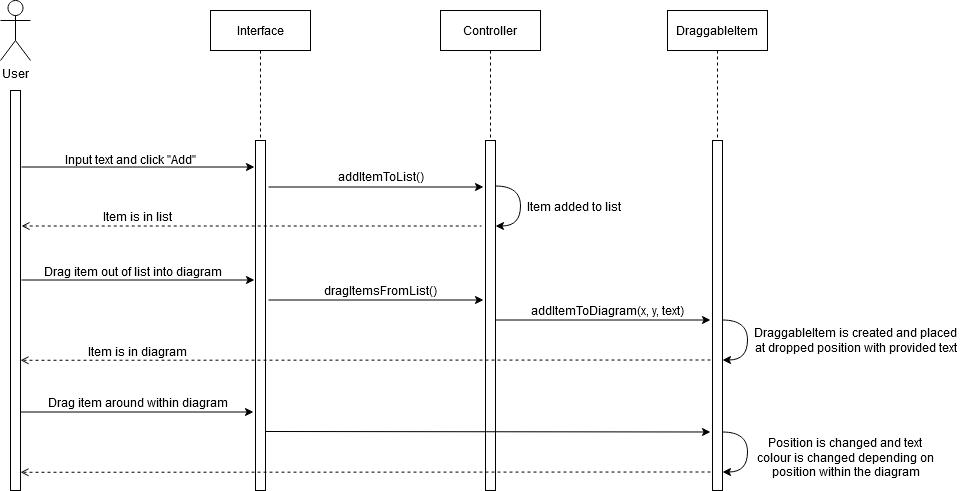 Interface
Controller
DraggableItem
User
Input text and click "Add"
addItemToList()
Item added to list
Item is in list
Drag item out of list into diagram
dragItemsFromList()
addItemToDiagram(x, y, text)
DraggableItem is created and placed
at dropped position with provided text
Item is in diagram
Drag item around within diagram
Position is changed and text
colour is changed depending on
position within the diagram